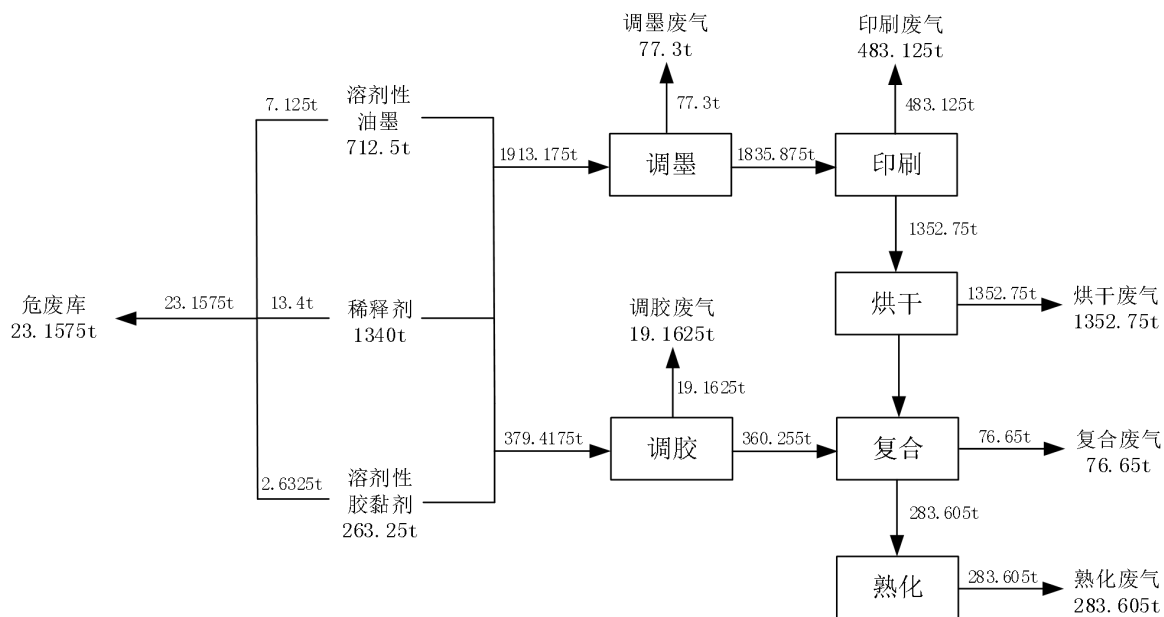 调墨废气
77.3t
印刷废气
483.125t
7.125t
溶剂性
油墨
712.5t
77.3t
483.125t
1913.175t
调墨
1835.875t
印刷
1352.75t
危废库
23.1575t
23.1575t
13.4t
稀释剂
1340t
调胶废气
19.1625t
烘干
1352.75t
烘干废气
1352.75t
19.1625t
379.4175t
调胶
360.255t
复合
76.65t
复合废气
76.65t
2.6325t
溶剂性
胶黏剂
263.25t
283.605t
熟化
283.605t
熟化废气
283.605t